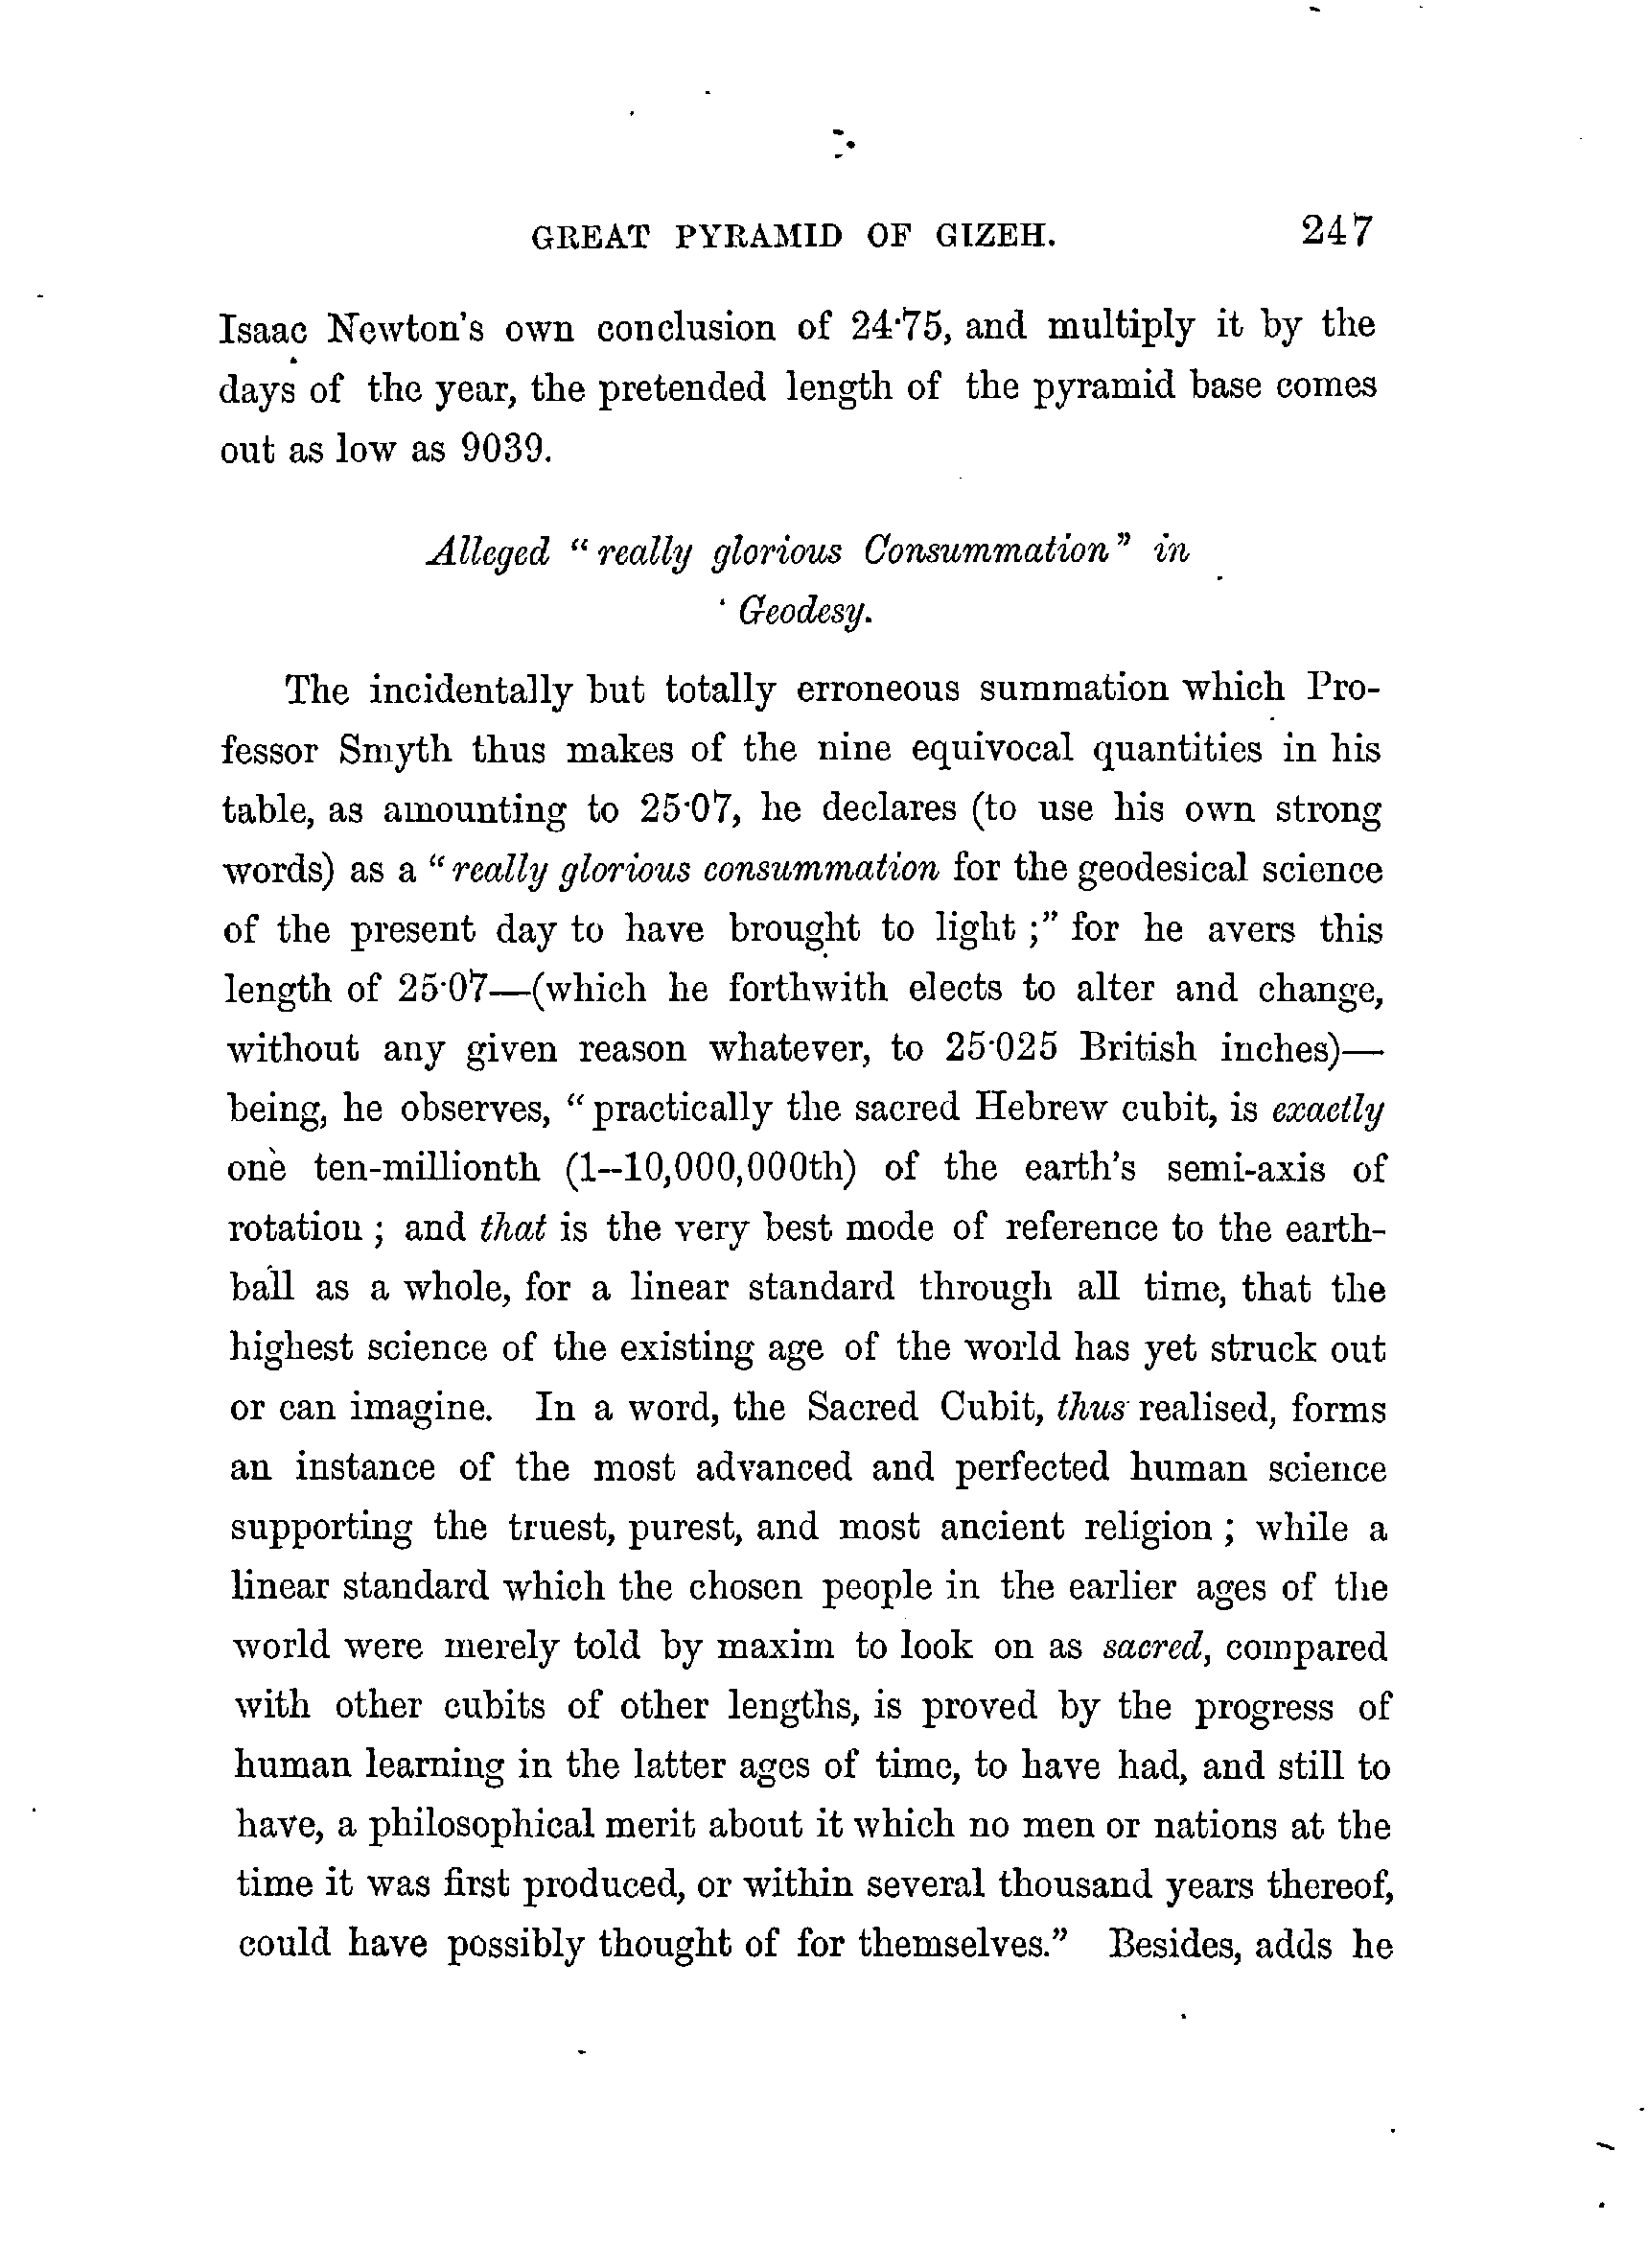 GREAT PYRAMID OF GIZEH. 247
Isaac Newton's own conclusion of 24·75, and multiply it by the
days of the year, the pretended length of the pyramid base comes
out as low as 9039.
Alleged "really glorious Consummation" in
Geodesy.
The incidentally but totally erroneous summation which Pro-
fessor Smyth thus makes of the nine equivocal quantities in his
table, as amounting to 25·07, he declares (to use his own strong
words) as a "really glorious consummation for the geodesical science
of the present day to have brought to light;" for he avers this
length of 25·07—(which he forthwith elects to alter and change,
without any given reason whatever, to 25·025 British inches)—
being, he observes, "practically the sacred Hebrew cubit, is exactly
one ten-millionth (1–10,000,000th) of the earth's semi-axis of
rotation; and that is the very best mode of reference to the earth-
ball as a whole, for a linear standard through all time, that the
highest science of the existing age of the world has yet struck out
or can imagine. In a word, the Sacred Cubit, thus realised, forms
an instance of the most advanced and perfected human science
supporting the truest, purest, and most ancient religion; while a
linear standard which the chosen people in the earlier ages of the
world were merely told by maxim to look on as sacred, compared
with other cubits of other lengths, is proved by the progress of
human learning in the latter ages of time, to have had, and still to
have, a philosophical merit about it which no men or nations at the
time it was first produced, or within several thousand years thereof,
could have possibly thought of for themselves." Besides, adds he